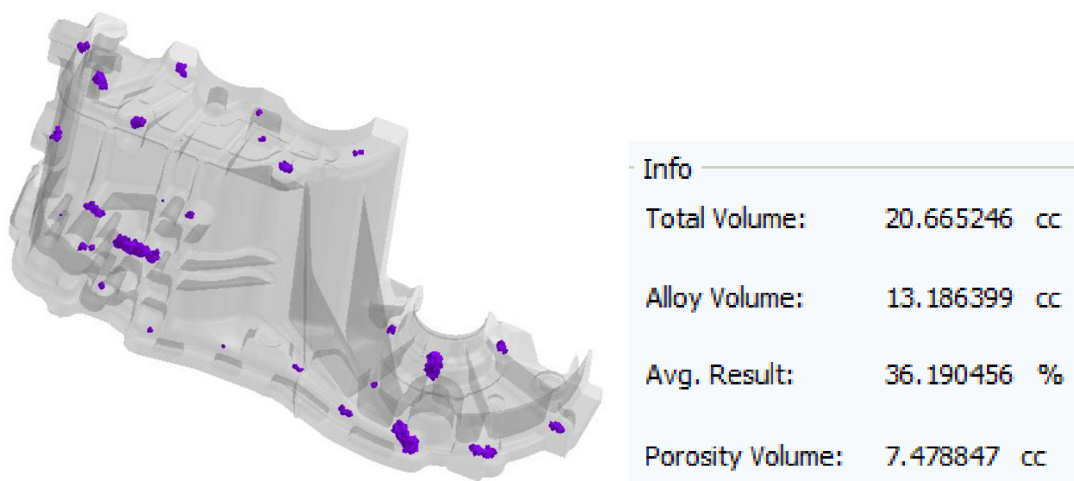 Info
Total Volume: 20.665246 cc
Alloy Volume: 13.186399 cc
Avg. Result: 36.190456 %
Porosity Volume: 7.478847 cc